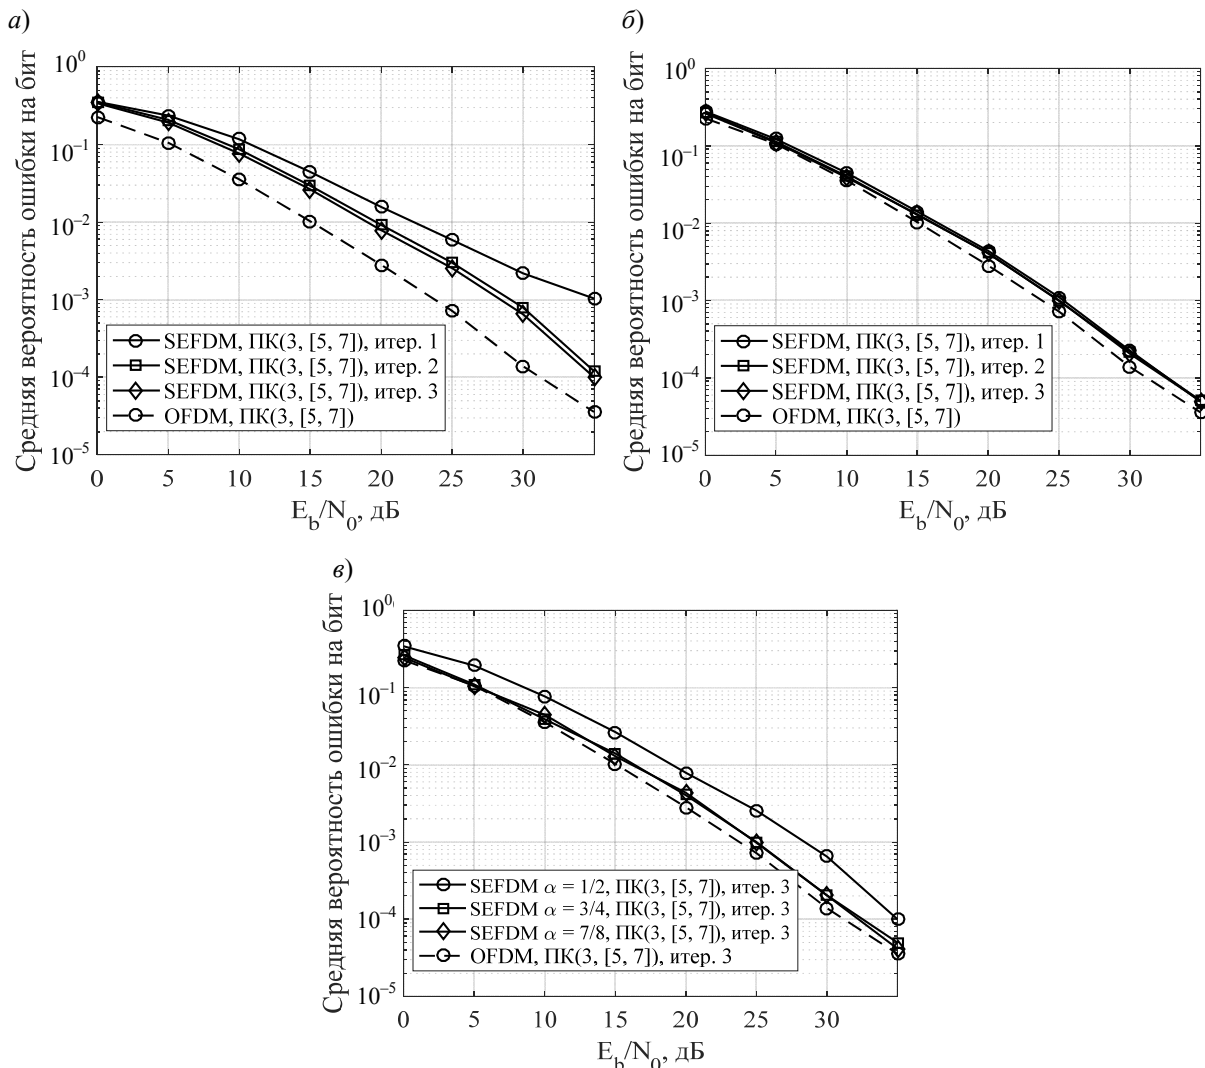 а)
Средняя вероятность ошибки на бит
10⁰
10⁻¹
10⁻²
10⁻³
10⁻⁴
10⁻⁵
SEFDM, ПК(3, [5, 7]), итер. 1
SEFDM, ПК(3, [5, 7]), итер. 2
SEFDM, ПК(3, [5, 7]), итер. 3
OFDM, ПК(3, [5, 7])
0 5 10 15 20 25 30
E_b/N_0, дБ
б)
Средняя вероятность ошибки на бит
10⁰
10⁻¹
10⁻²
10⁻³
10⁻⁴
10⁻⁵
SEFDM, ПК(3, [5, 7]), итер. 1
SEFDM, ПК(3, [5, 7]), итер. 2
SEFDM, ПК(3, [5, 7]), итер. 3
OFDM, ПК(3, [5, 7])
0 5 10 15 20 25 30
E_b/N_0, дБ
в)
Средняя вероятность ошибки на бит
10⁰
10⁻¹
10⁻²
10⁻³
10⁻⁴
10⁻⁵
SEFDM α = 1/2, ПК(3, [5, 7]), итер. 3
SEFDM α = 3/4, ПК(3, [5, 7]), итер. 3
SEFDM α = 7/8, ПК(3, [5, 7]), итер. 3
OFDM, ПК(3, [5, 7]), итер. 3
0 5 10 15 20 25 30
E_b/N_0, дБ